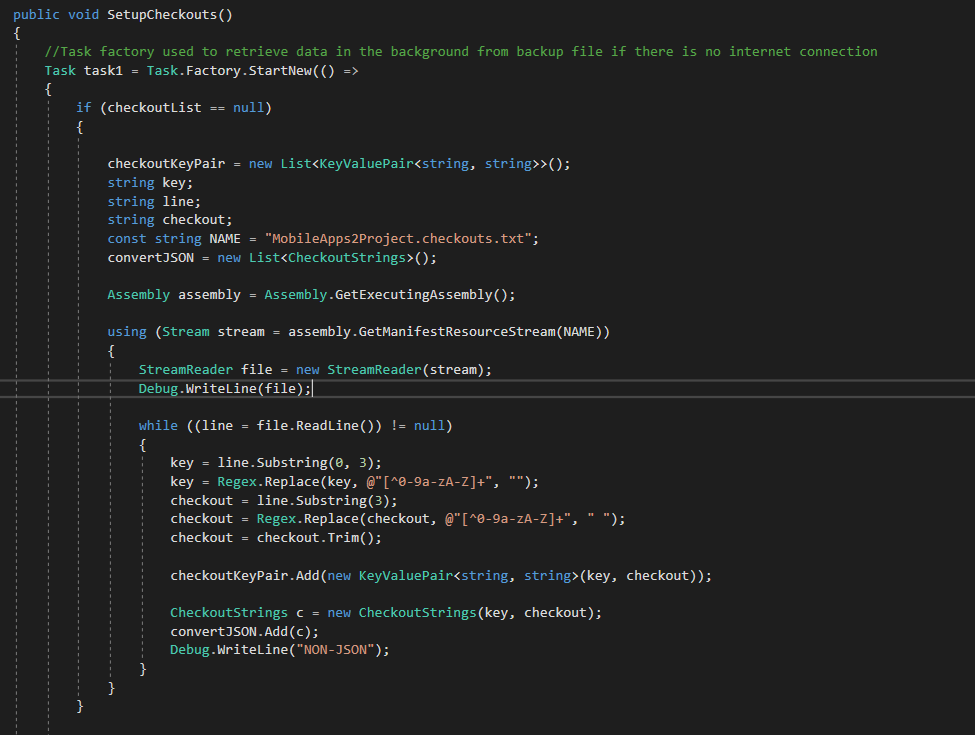 public void SetupCheckouts()
{
//Task factory used to retrieve data in the background from backup file if there is no internet connection
Task task1 = Task.Factory.StartNew(() =>
{
if (checkoutList == null)
{
checkoutKeyPair = new List<KeyValuePair<string, string>>();
string key;
string line;
string checkout;
const string NAME = "MobileApps2Project.checkouts.txt";
convertJSON = new List<CheckoutStrings>();
Assembly assembly = Assembly.GetExecutingAssembly();
using (Stream stream = assembly.GetManifestResourceStream(NAME))
{
StreamReader file = new StreamReader(stream);
Debug.WriteLine(file);
while ((line = file.ReadLine()) != null)
{
key = line.Substring(0, 3);
key = Regex.Replace(key, @"[^0-9a-zA-Z]+", "");
checkout = line.Substring(3);
checkout = Regex.Replace(checkout, @"[^0-9a-zA-Z]+", " ");
checkout = checkout.Trim();
checkoutKeyPair.Add(new KeyValuePair<string, string>(key, checkout));
CheckoutStrings c = new CheckoutStrings(key, checkout);
convertJSON.Add(c);
Debug.WriteLine("NON-JSON");
}
}
}